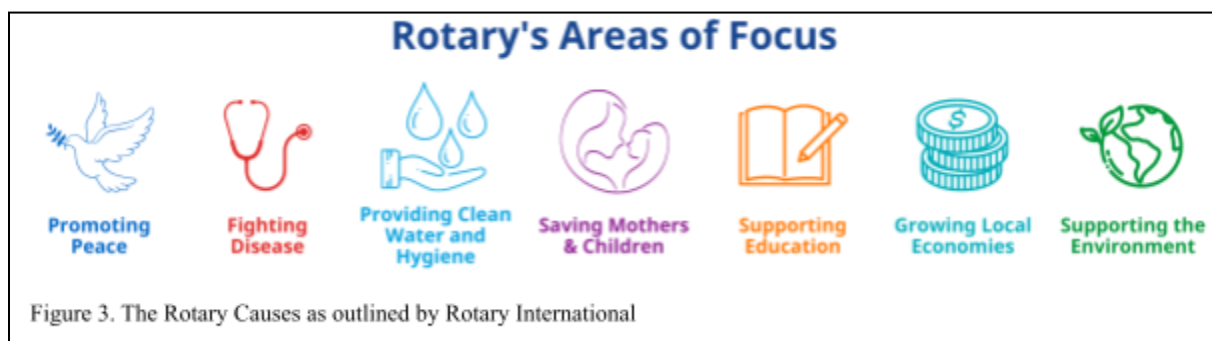 Rotary's Areas of Focus
Promoting
Peace
Fighting
Disease
Providing Clean
Water and
Hygiene
Saving Mothers
& Children
Supporting
Education
$
Growing Local
Economies
Supporting the
Environment
Figure 3. The Rotary Causes as outlined by Rotary International